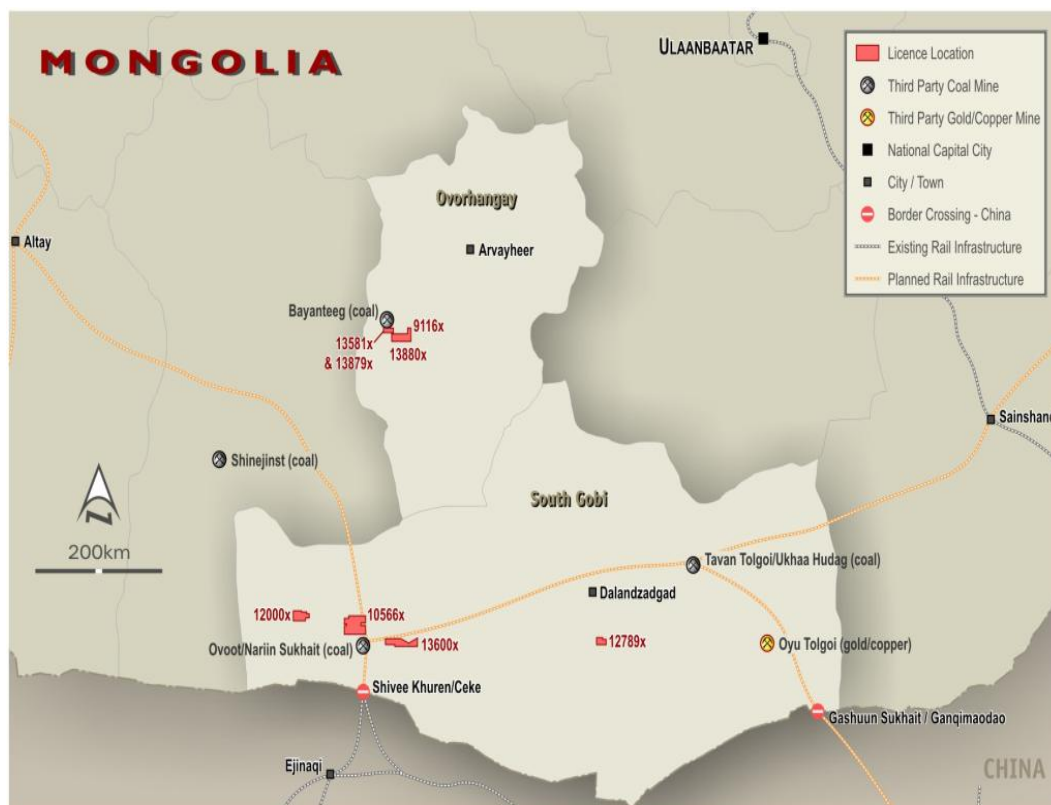 MONGOLIA
ULAANBAATAR
Licence Location
Third Party Coal Mine
Third Party Gold/Copper Mine
National Capital City
City / Town
Border Crossing - China
Existing Rail Infrastructure
Planned Rail Infrastructure
Ovorhangay
Altay
Arvayheer
Bayanteeg (coal)
9116x
13581x
& 13879x
13880x
Sainshand
Shinejinst (coal)
South Gobi
N
200km
Tavan Tolgoi/Ukhaa Hudag (coal)
Dalandzadgad
12000x
10566x
Ovoot/Nariin Sukhait (coal)
13600x
12789x
Oyu Tolgoi (gold/copper)
Shivee Khuren/Ceke
Gashuun Sukhait / Ganqimaodao
Ejinaqi
CHINA